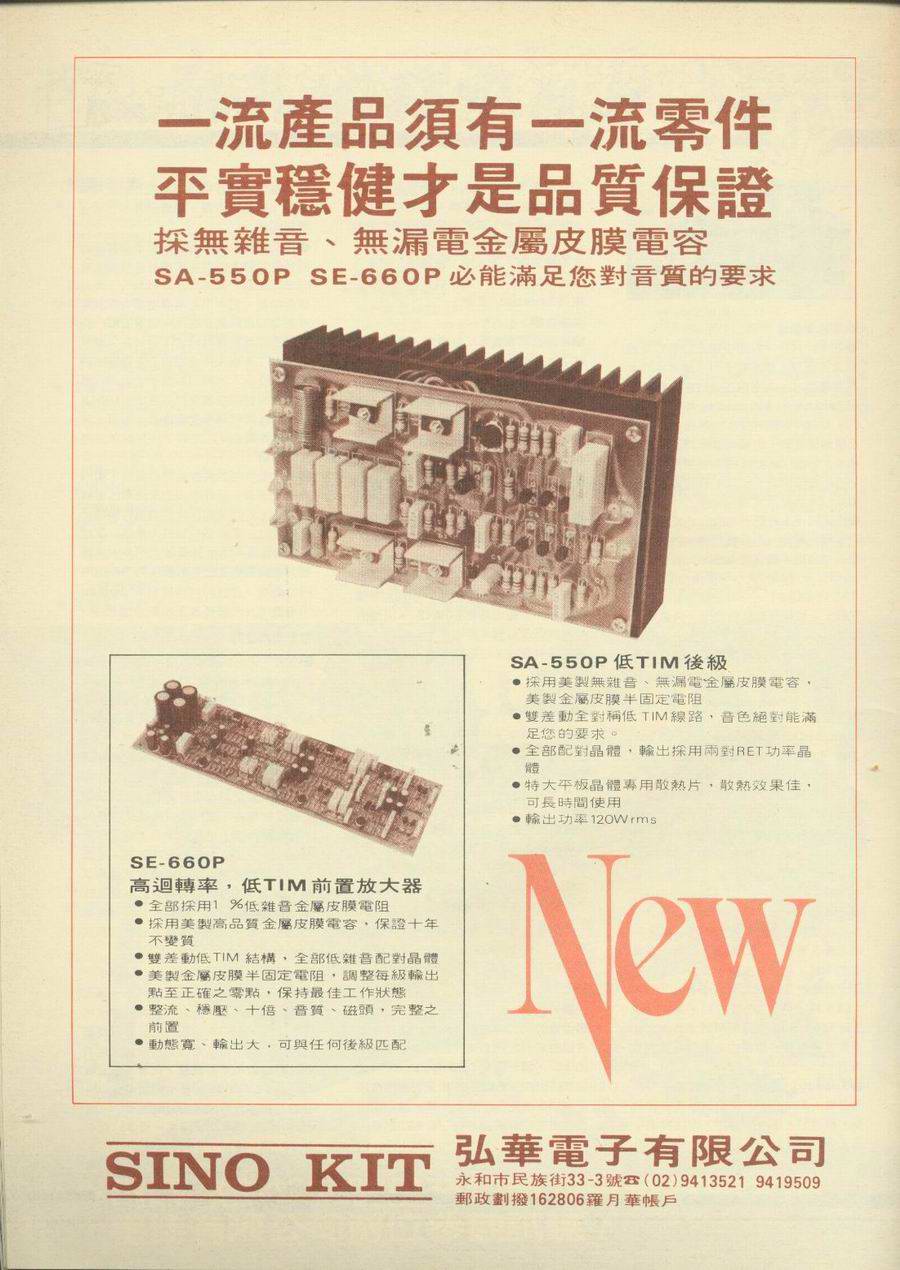 一流產品須有一流零件
平實穩健才是品質保證
採無雜音、無漏電金屬皮膜電容
SA-550P SE-660P必能滿足您對音質的要求
SA-550P低TIM後級
●採用美製無雜音、無漏電金屬皮膜電容，
美製金屬皮膜半固定電阻
●雙差動全對稱低TIM線路，音色絕對能滿
足您的要求。
●全部配對晶體，輸出採用兩對RET功率晶
體
●特大平板晶體專用散熱片，散熱效果佳，
可長時間使用
●輸出功率120Wrms
SE-660P
高迴轉率，低TIM前置放大器
●全部採用1 %低雜音金屬皮膜電阻
●採用美製高品質金屬皮膜電容，保證十年
不變質
●雙差動低TIM 結構，全部低雜音配對晶體
●美製金屬皮膜半固定電阻，調整每級輸出
點至正確之零點，保持最佳工作狀態
●整流、穩壓、十倍、音質、磁頭，完整之
前置
●動態寬、輸出大，可與任何後級匹配
New
SINO KIT
弘華電子有限公司
永和市民族街33-3號☎(02)9413521 9419509
郵政劃撥162806羅月華帳戶